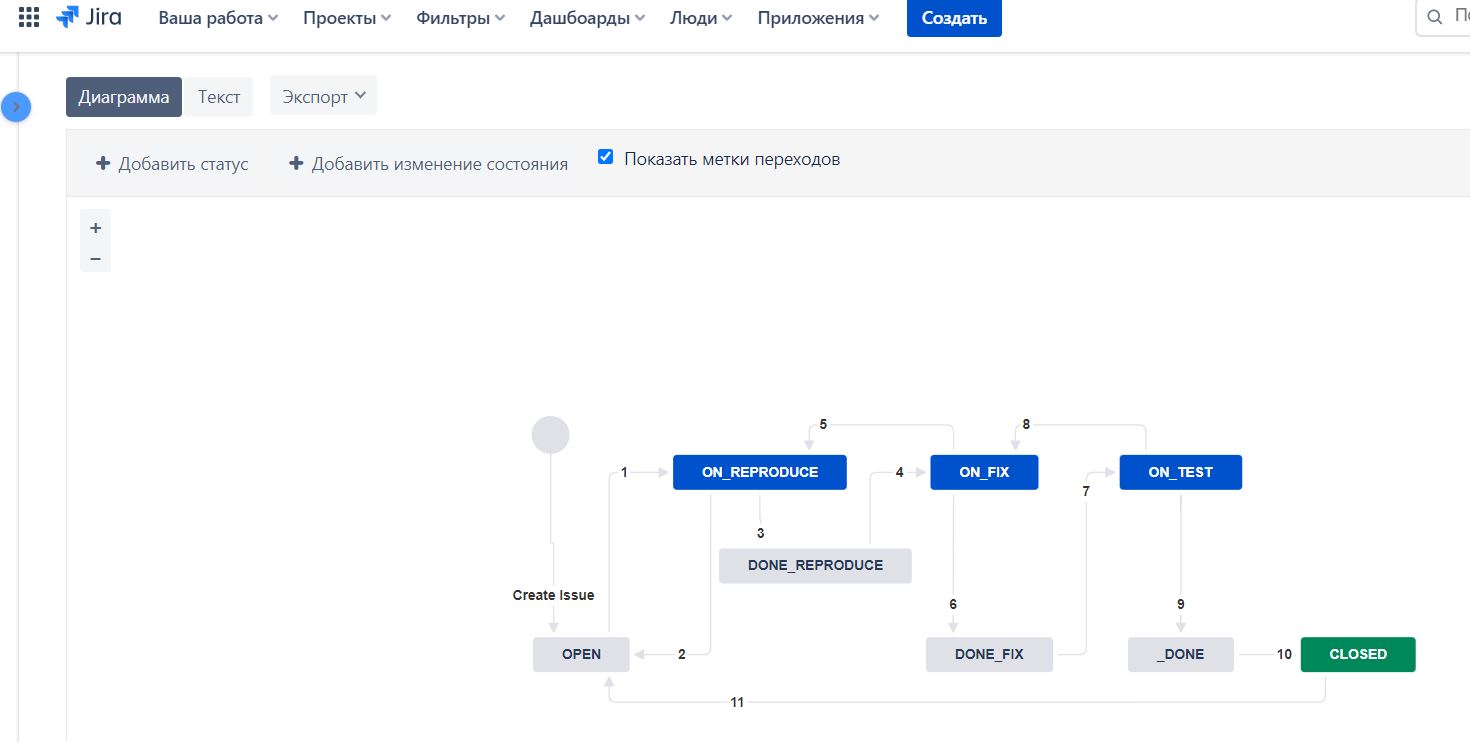 Jira Ваша работа Проекты Фильтры Дашборды Люди Приложения Создать
Диаграмма Текст Экспорт
Добавить статус Добавить изменение состояния Показать метки переходов
+
−
5 8
1 ON_REPRODUCE 4 ON_FIX ON_TEST
7
3
DONE_REPRODUCE
Create Issue 6 9
OPEN 2 DONE_FIX _DONE 10 CLOSED
11